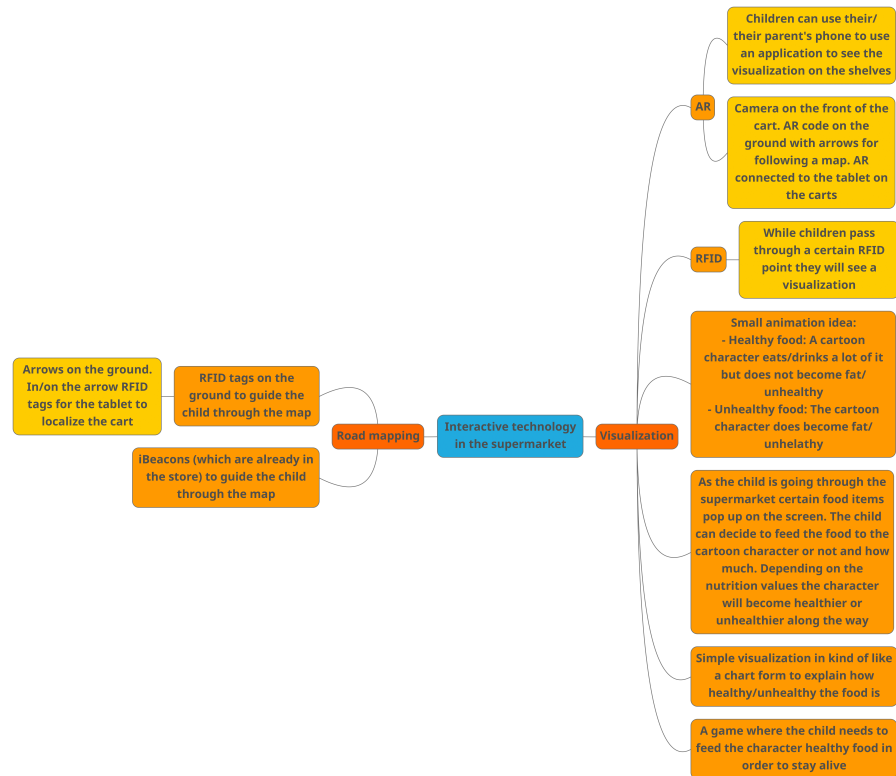 Interactive technology
in the supermarket
Road mapping
RFID tags on the
ground to guide the
child through the map
Arrows on the ground.
In/on the arrow RFID
tags for the tablet to
localize the cart
iBeacons (which are already in
the store) to guide the child
through the map
Visualization
AR
Children can use their/
their parent's phone to use
an application to see the
visualization on the shelves
Camera on the front of the
cart. AR code on the
ground with arrows for
following a map. AR
connected to the tablet on
the carts
RFID
While children pass
through a certain RFID
point they will see a
visualization
Small animation idea:
- Healthy food: A cartoon
character eats/drinks a lot of it
but does not become fat/
unhealthy
- Unhealthy food: The cartoon
character does become fat/
unhelathy
As the child is going through the
supermarket certain food items
pop up on the screen. The child
can decide to feed the food to the
cartoon character or not and how
much. Depending on the
nutrition values the character
will become healthier or
unhealthier along the way
Simple visualization in kind of like
a chart form to explain how
healthy/unhealthy the food is
A game where the child needs to
feed the character healthy food in
order to stay alive